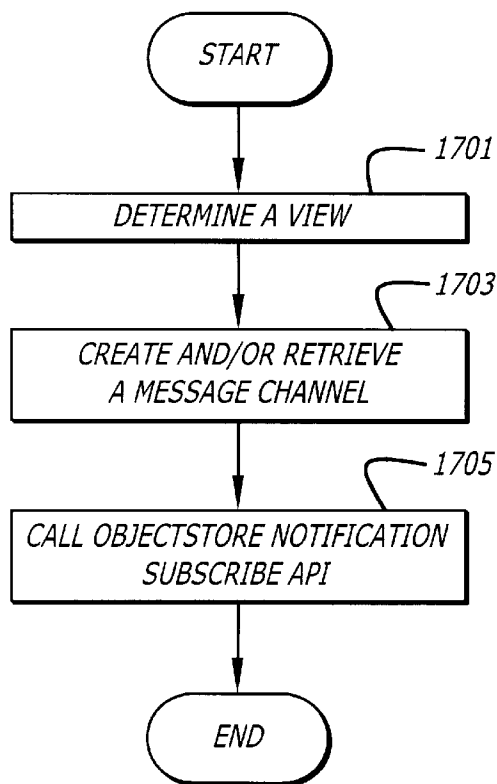 START
1701
DETERMINE A VIEW
1703
CREATE AND/OR RETRIEVE
A MESSAGE CHANNEL
1705
CALL OBJECTSTORE NOTIFICATION
SUBSCRIBE API
END